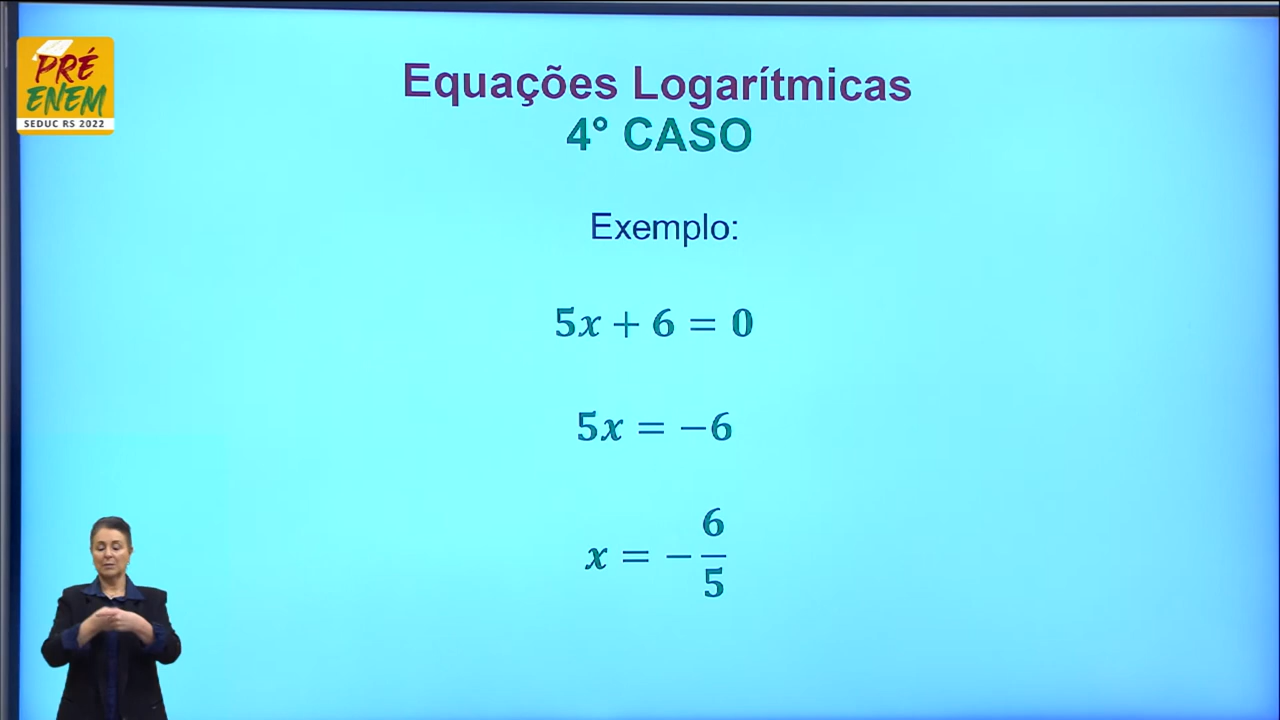 PRÉ
ENEM
SEDUC RS 2022
Equações Logarítmicas
4° CASO
Exemplo:
5x + 6 = 0
5x = −6
x = − 6/5